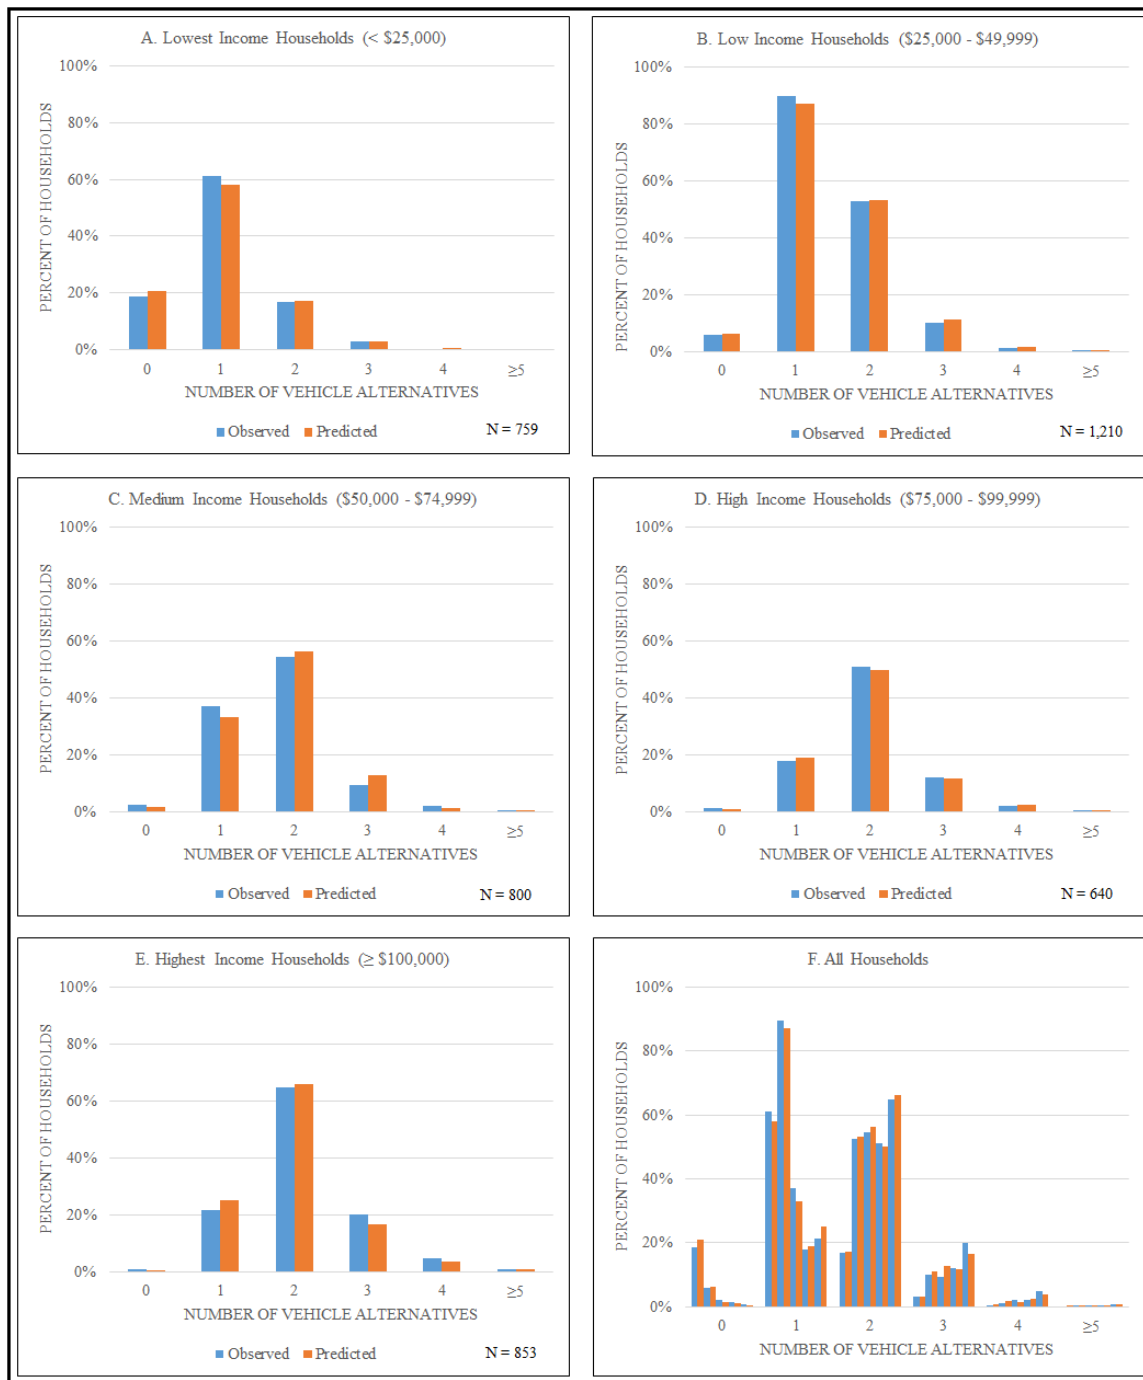 A. Lowest Income Households (< $25,000)
100%
80%
60%
40%
20%
0%
PERCENT OF HOUSEHOLDS
0 1 2 3 4 ≥5
NUMBER OF VEHICLE ALTERNATIVES
Observed Predicted N = 759
B. Low Income Households ($25,000 - $49,999)
100%
80%
60%
40%
20%
0%
PERCENT OF HOUSEHOLDS
0 1 2 3 4 ≥5
NUMBER OF VEHICLE ALTERNATIVES
Observed Predicted N = 1,210
C. Medium Income Households ($50,000 - $74,999)
100%
80%
60%
40%
20%
0%
PERCENT OF HOUSEHOLDS
0 1 2 3 4 ≥5
NUMBER OF VEHICLE ALTERNATIVES
Observed Predicted N = 800
D. High Income Households ($75,000 - $99,999)
100%
80%
60%
40%
20%
0%
PERCENT OF HOUSEHOLDS
0 1 2 3 4 ≥5
NUMBER OF VEHICLE ALTERNATIVES
Observed Predicted N = 640
E. Highest Income Households (≥ $100,000)
100%
80%
60%
40%
20%
0%
PERCENT OF HOUSEHOLDS
0 1 2 3 4 ≥5
NUMBER OF VEHICLE ALTERNATIVES
Observed Predicted N = 853
F. All Households
100%
80%
60%
40%
20%
0%
PERCENT OF HOUSEHOLDS
0 1 2 3 4 ≥5
NUMBER OF VEHICLE ALTERNATIVES